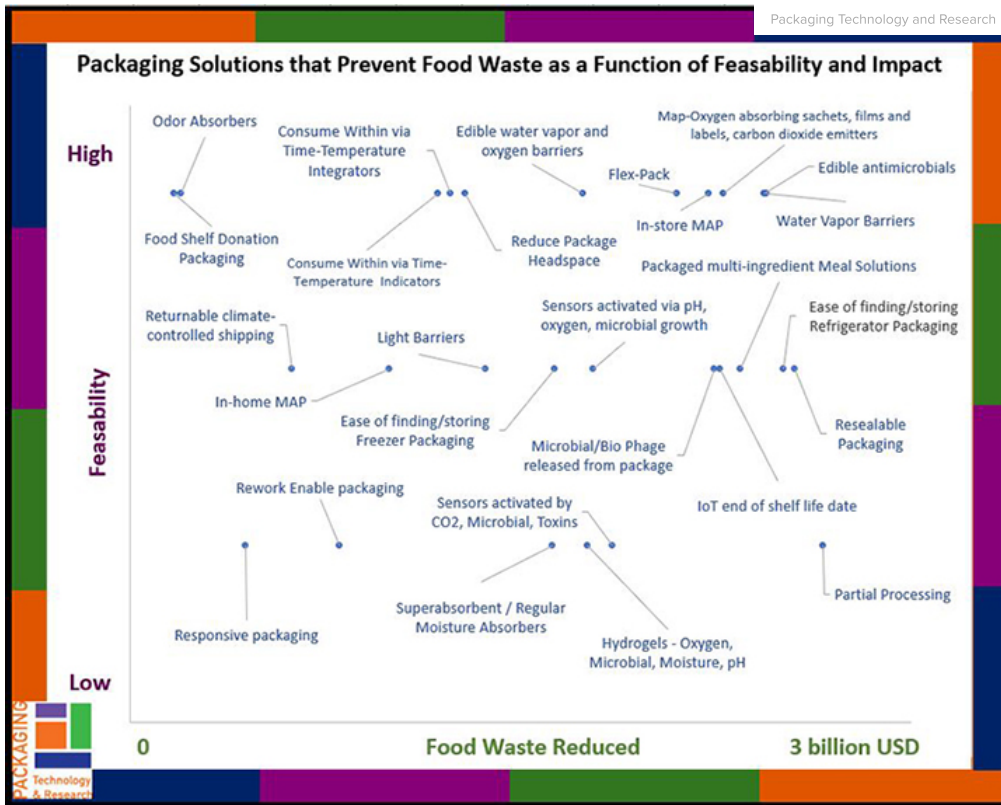 Packaging Technology and Research
Packaging Solutions that Prevent Food Waste as a Function of Feasability and Impact
High
Odor Absorbers
Consume Within via
Time-Temperature
Integrators
Edible water vapor and
oxygen barriers
Map-Oxygen absorbing sachets, films and
labels, carbon dioxide emitters
Flex-Pack
Edible antimicrobials
Food Shelf Donation
Packaging
Consume Within via Time-
Temperature Indicators
Reduce Package
Headspace
In-store MAP
Water Vapor Barriers
Packaged multi-ingredient Meal Solutions
Returnable climate-
controlled shipping
Light Barriers
Sensors activated via pH,
oxygen, microbial growth
Ease of finding/storing
Refrigerator Packaging
Feasability
In-home MAP
Ease of finding/storing
Freezer Packaging
Microbial/Bio Phage
released from package
Resealable
Packaging
Rework Enable packaging
Sensors activated by
CO2, Microbial, Toxins
IoT end of shelf life date
Responsive packaging
Superabsorbent / Regular
Moisture Absorbers
Hydrogels - Oxygen,
Microbial, Moisture, pH
Partial Processing
Low
0
Food Waste Reduced
3 billion USD
PACKAGING
Technology
& Research